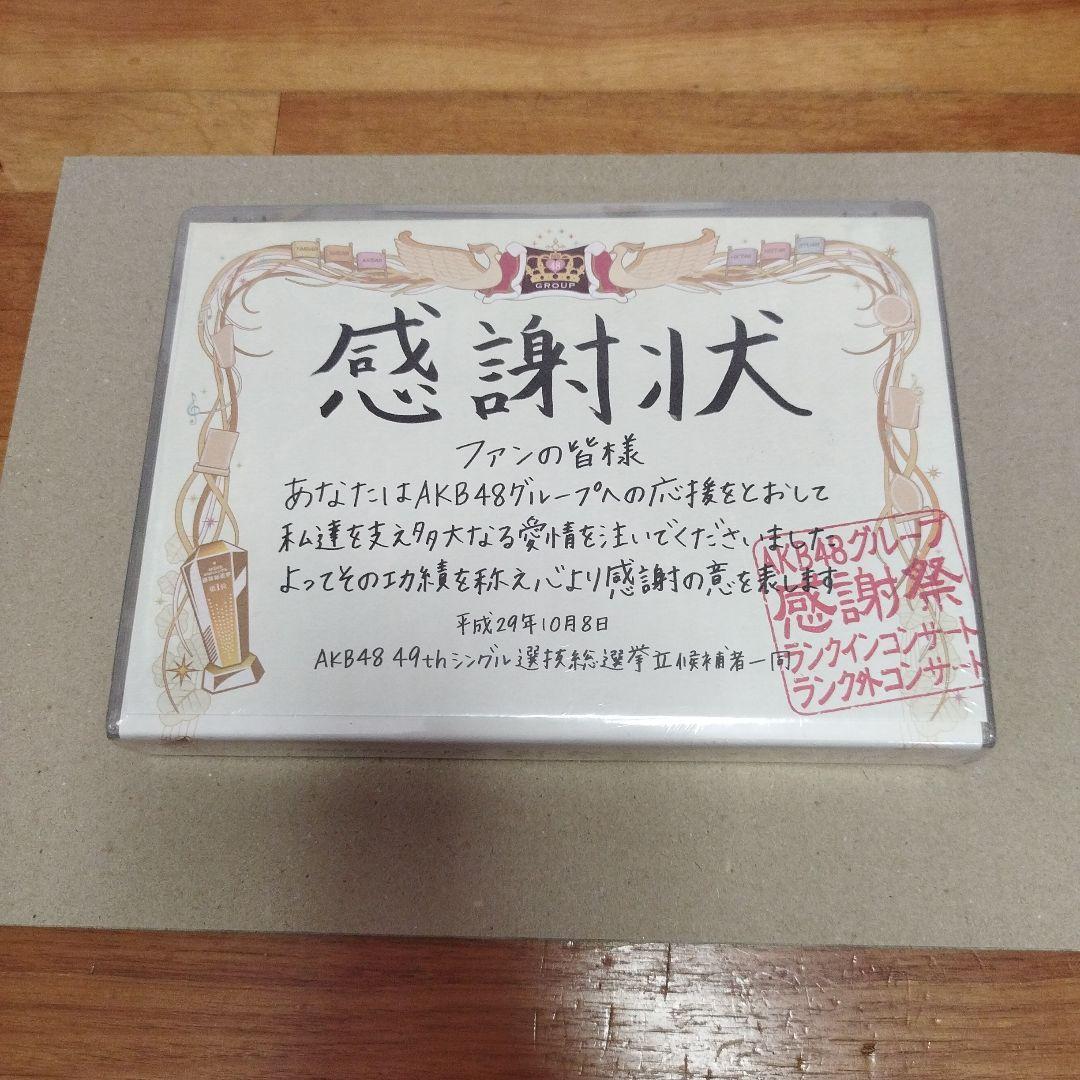 48
GROUP
感謝状
ファンの皆様
あなたはAKB48グループへの応援をとおして
私達を支え多大なる愛情を注いでくださいました
よってその功績を称え心より感謝の意を表します
平成29年10月8日
AKB48 49thシングル選抜総選挙立候補者一同
AKB48グループ
感謝祭
ランクインコンサート
ランク外コンサート
第1位